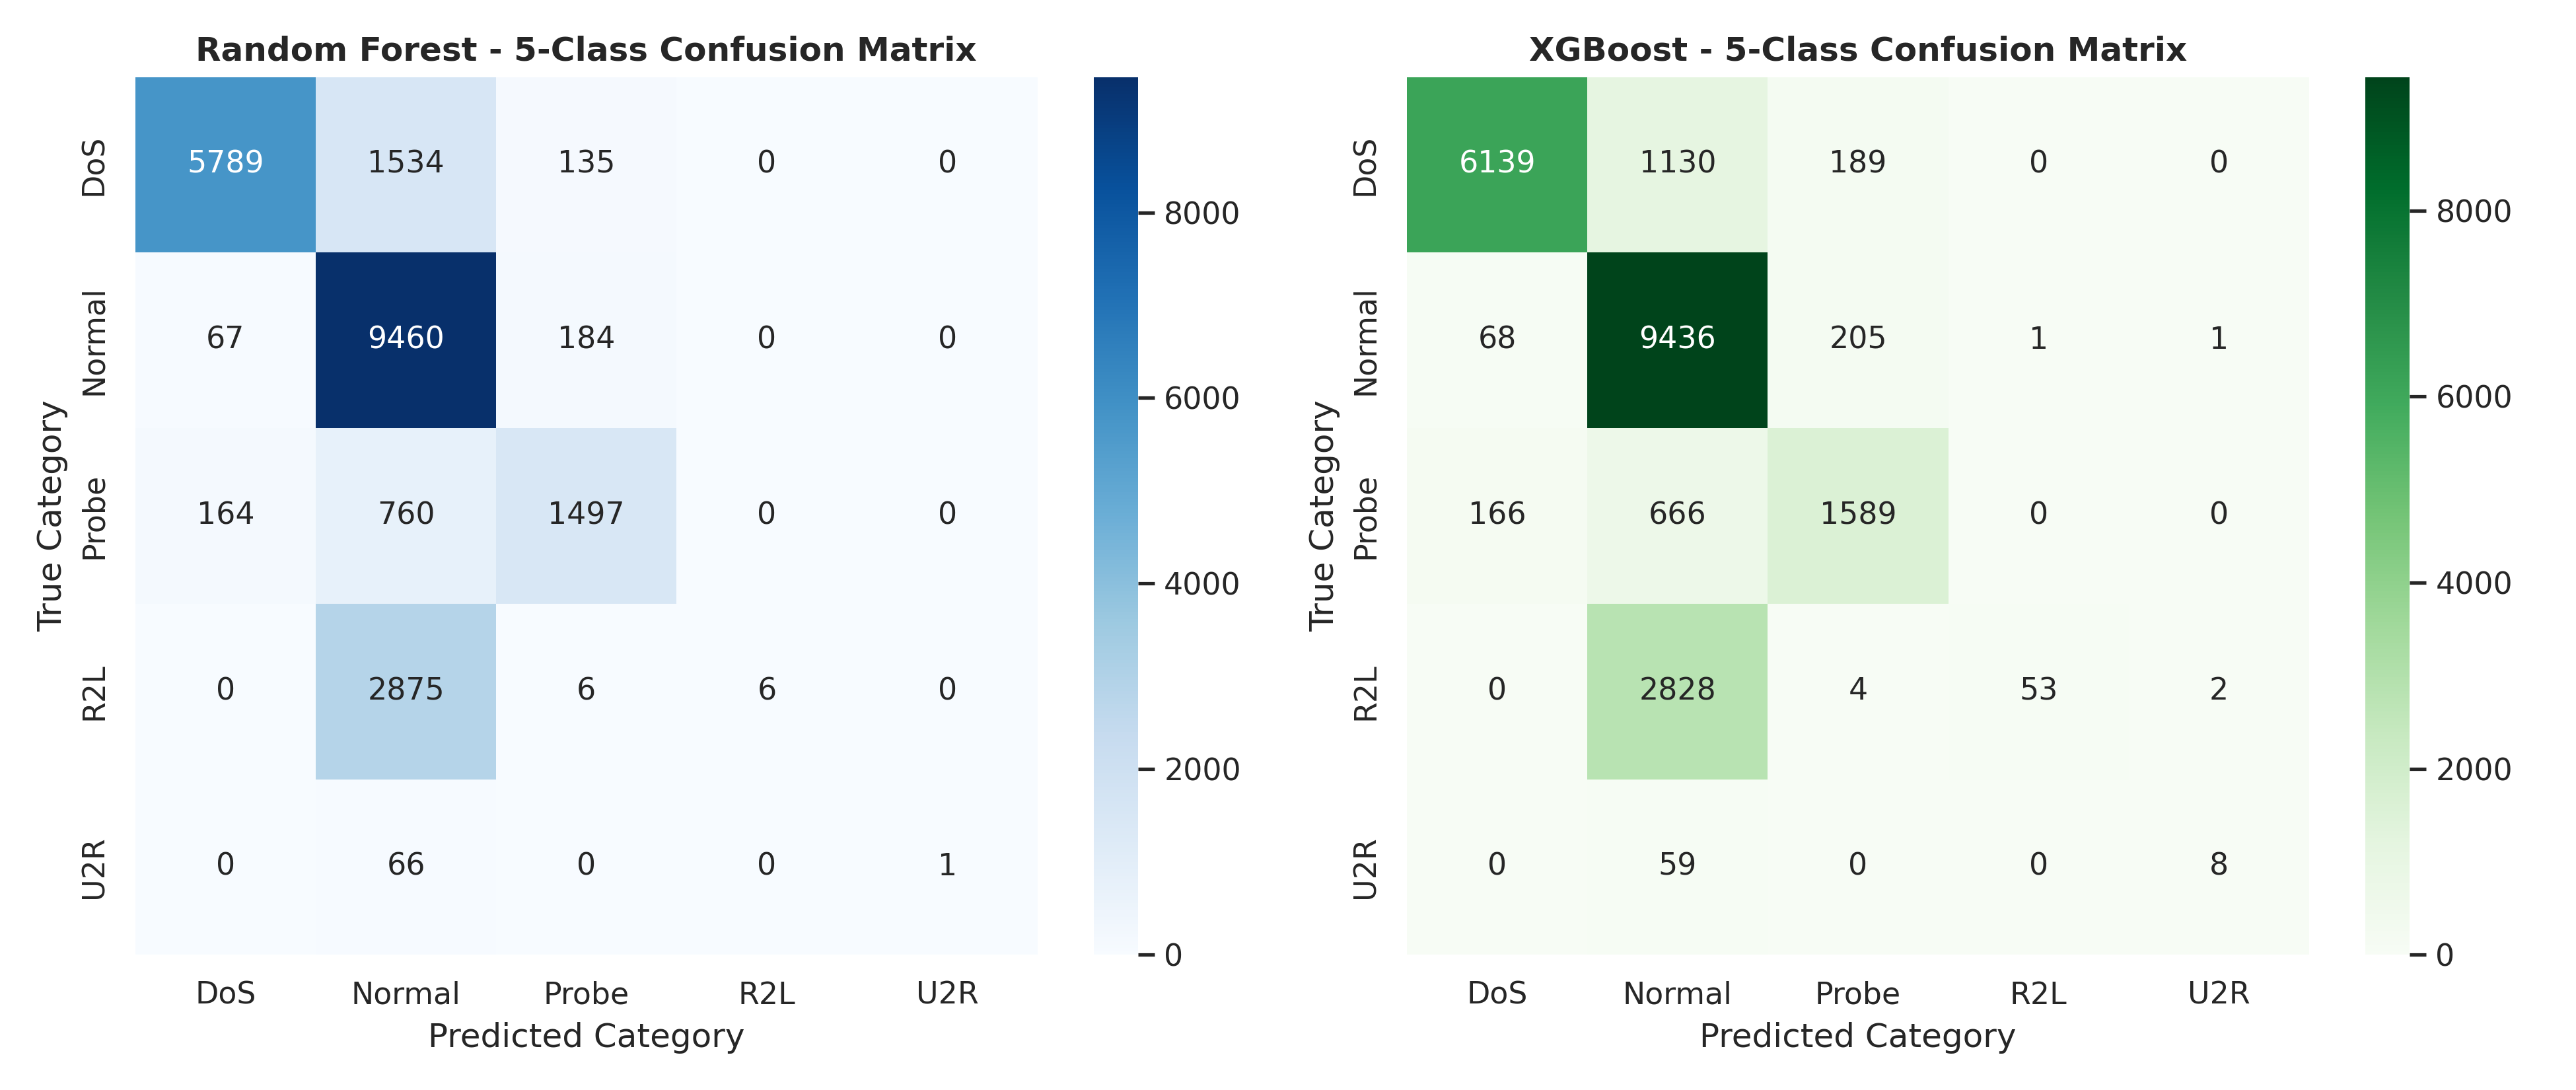 Random Forest - 5-Class Confusion Matrix
True Category
DoS
5789 1534 135 0 0
Normal
67 9460 184 0 0
Probe
164 760 1497 0 0
R2L
0 2875 6 6 0
U2R
0 66 0 0 1
DoS Normal Probe R2L U2R
Predicted Category
8000
6000
4000
2000
0
XGBoost - 5-Class Confusion Matrix
True Category
DoS
6139 1130 189 0 0
Normal
68 9436 205 1 1
Probe
166 666 1589 0 0
R2L
0 2828 4 53 2
U2R
0 59 0 0 8
DoS Normal Probe R2L U2R
Predicted Category
8000
6000
4000
2000
0